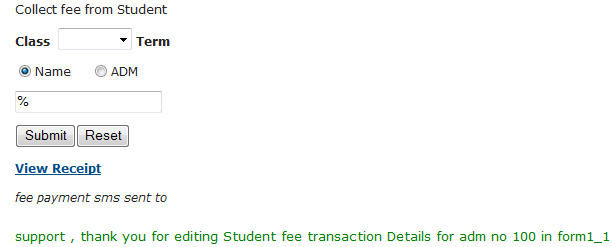 Collect fee from Student
Class Term
Name ADM
%
Submit Reset
View Receipt
fee payment sms sent to
support , thank you for editing Student fee transaction Details for adm no 100 in form1_1